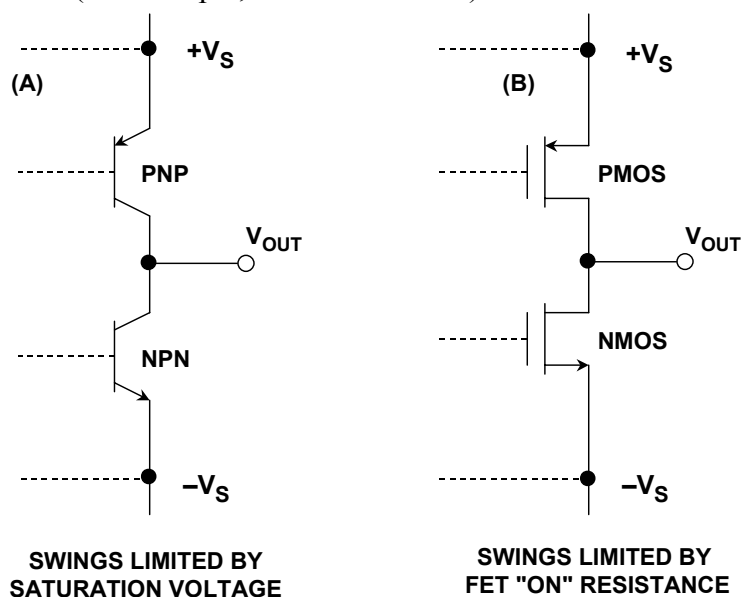 +VS
(A)
PNP
VOUT
NPN
–VS
SWINGS LIMITED BY
SATURATION VOLTAGE
+VS
(B)
PMOS
VOUT
NMOS
–VS
SWINGS LIMITED BY
FET "ON" RESISTANCE